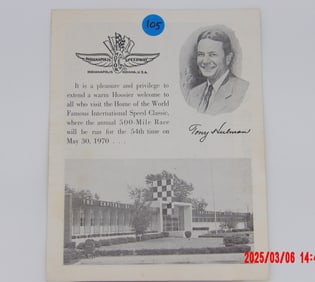 105
INDIANAPOLIS SPEEDWAY
INDIANAPOLIS INDIANA, U.S.A.
It is a pleasure and privilege to
extend a warm Hoosier welcome to
all who visit the Home of the World
Famous International Speed Classic,
where the annual 500-Mile Race
will be run for the 54th time on
May 30, 1970 . . .
Tony Hulman
2025/03/06 14:4